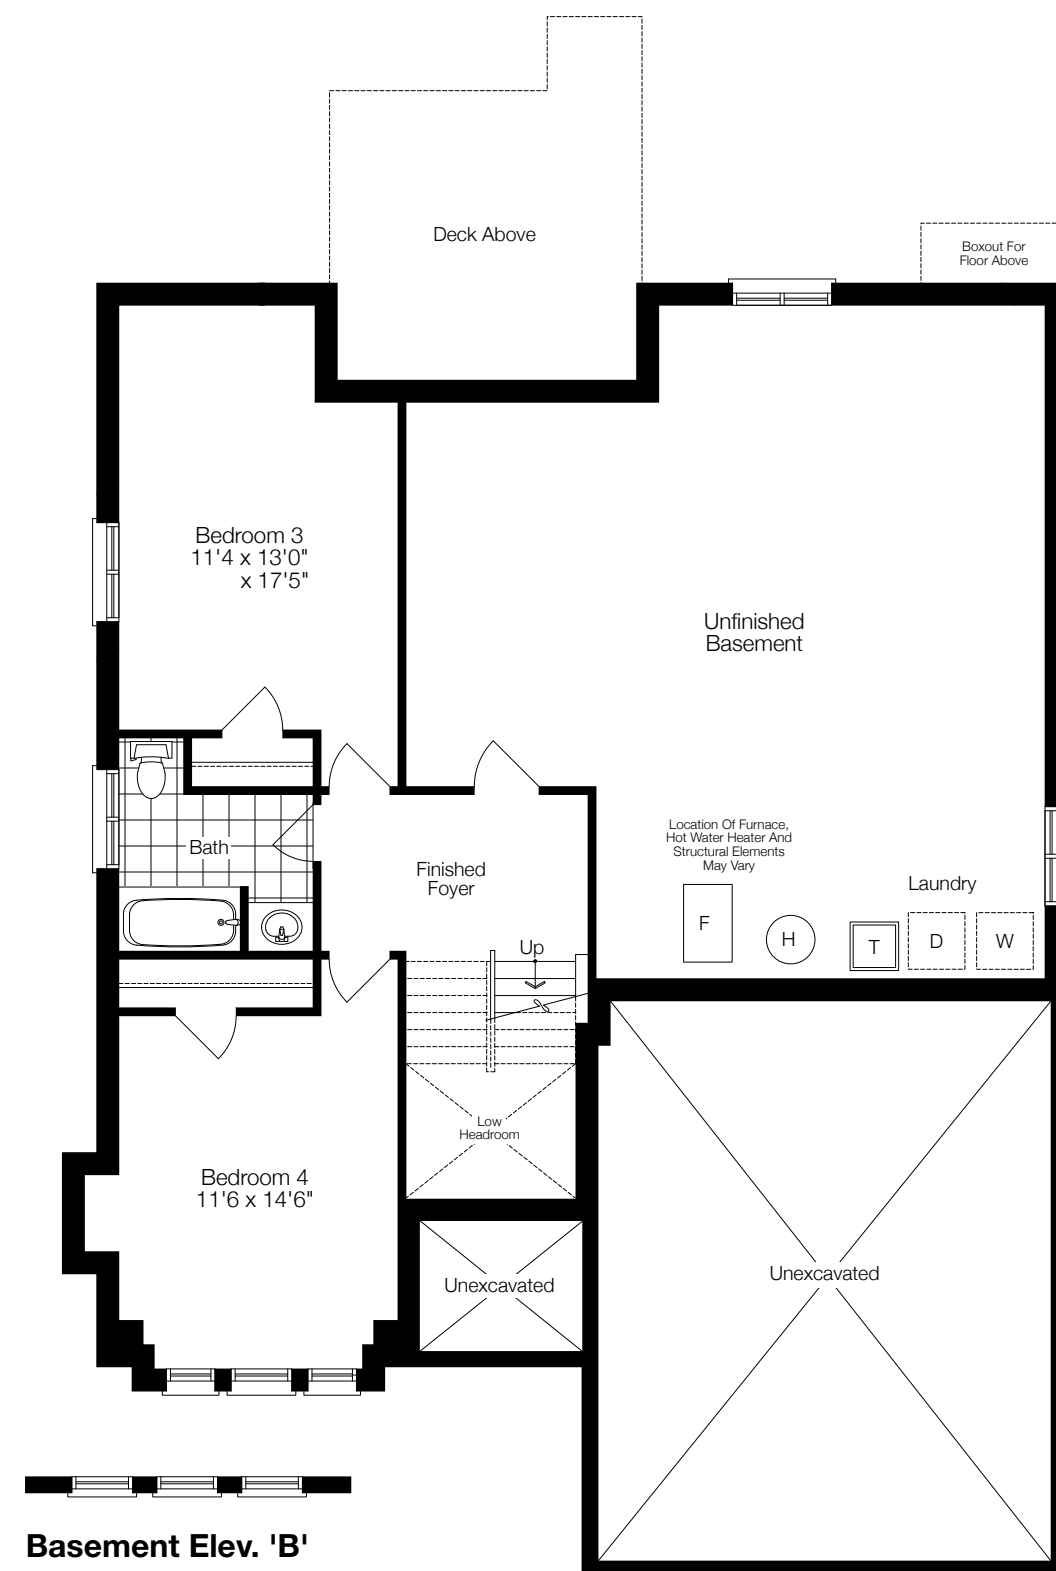 Deck Above
Boxout For
Floor Above
Bedroom 3
11'4 x 13'0"
x 17'5"
Unfinished
Basement
Location Of Furnace,
Hot Water Heater And
Structural Elements
May Vary
Bath
Finished
Foyer
Laundry
F
H
T
D
W
Up
Low
Headroom
Bedroom 4
11'6 x 14'6"
Unexcavated
Unexcavated
Basement Elev. 'B'